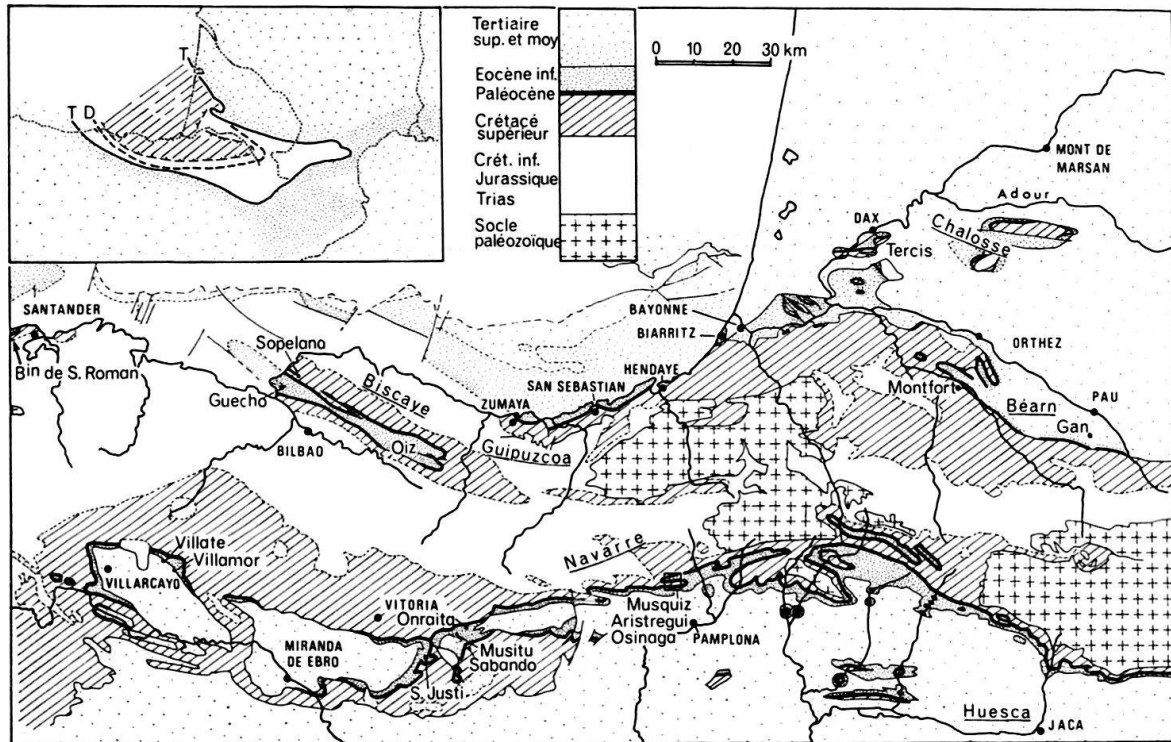 T
T D
Tertiaire
sup. et moy
Eocène inf.
Paléocène
Crétacé
supérieur
Crét. inf.
Jurassique
Trias
Socle
paléozoïque
0 10 20 30 km
MONT DE
MARSAN
Adour
DAX
Chalosse
Tercis
SANTANDER
Bin de S. Roman
Sopelana
Biscaye
Guecho
BILBAO
Oiz
ZUMAYA
SAN SEBASTIAN
Guipuzcoa
HENDAYE
BAYONNE
BIARRITZ
ORTHEZ
Montfort
Béarn
PAU
Gan
Villate
Villamor
VILLARCAYO
Navarre
VITORIA
Onraita
MIRANDA
DE EBRO
Musitu
Sabando
S. Justi
Musquiz
Aristregui
Osinaga
PAMPLONA
Huesca
JACA